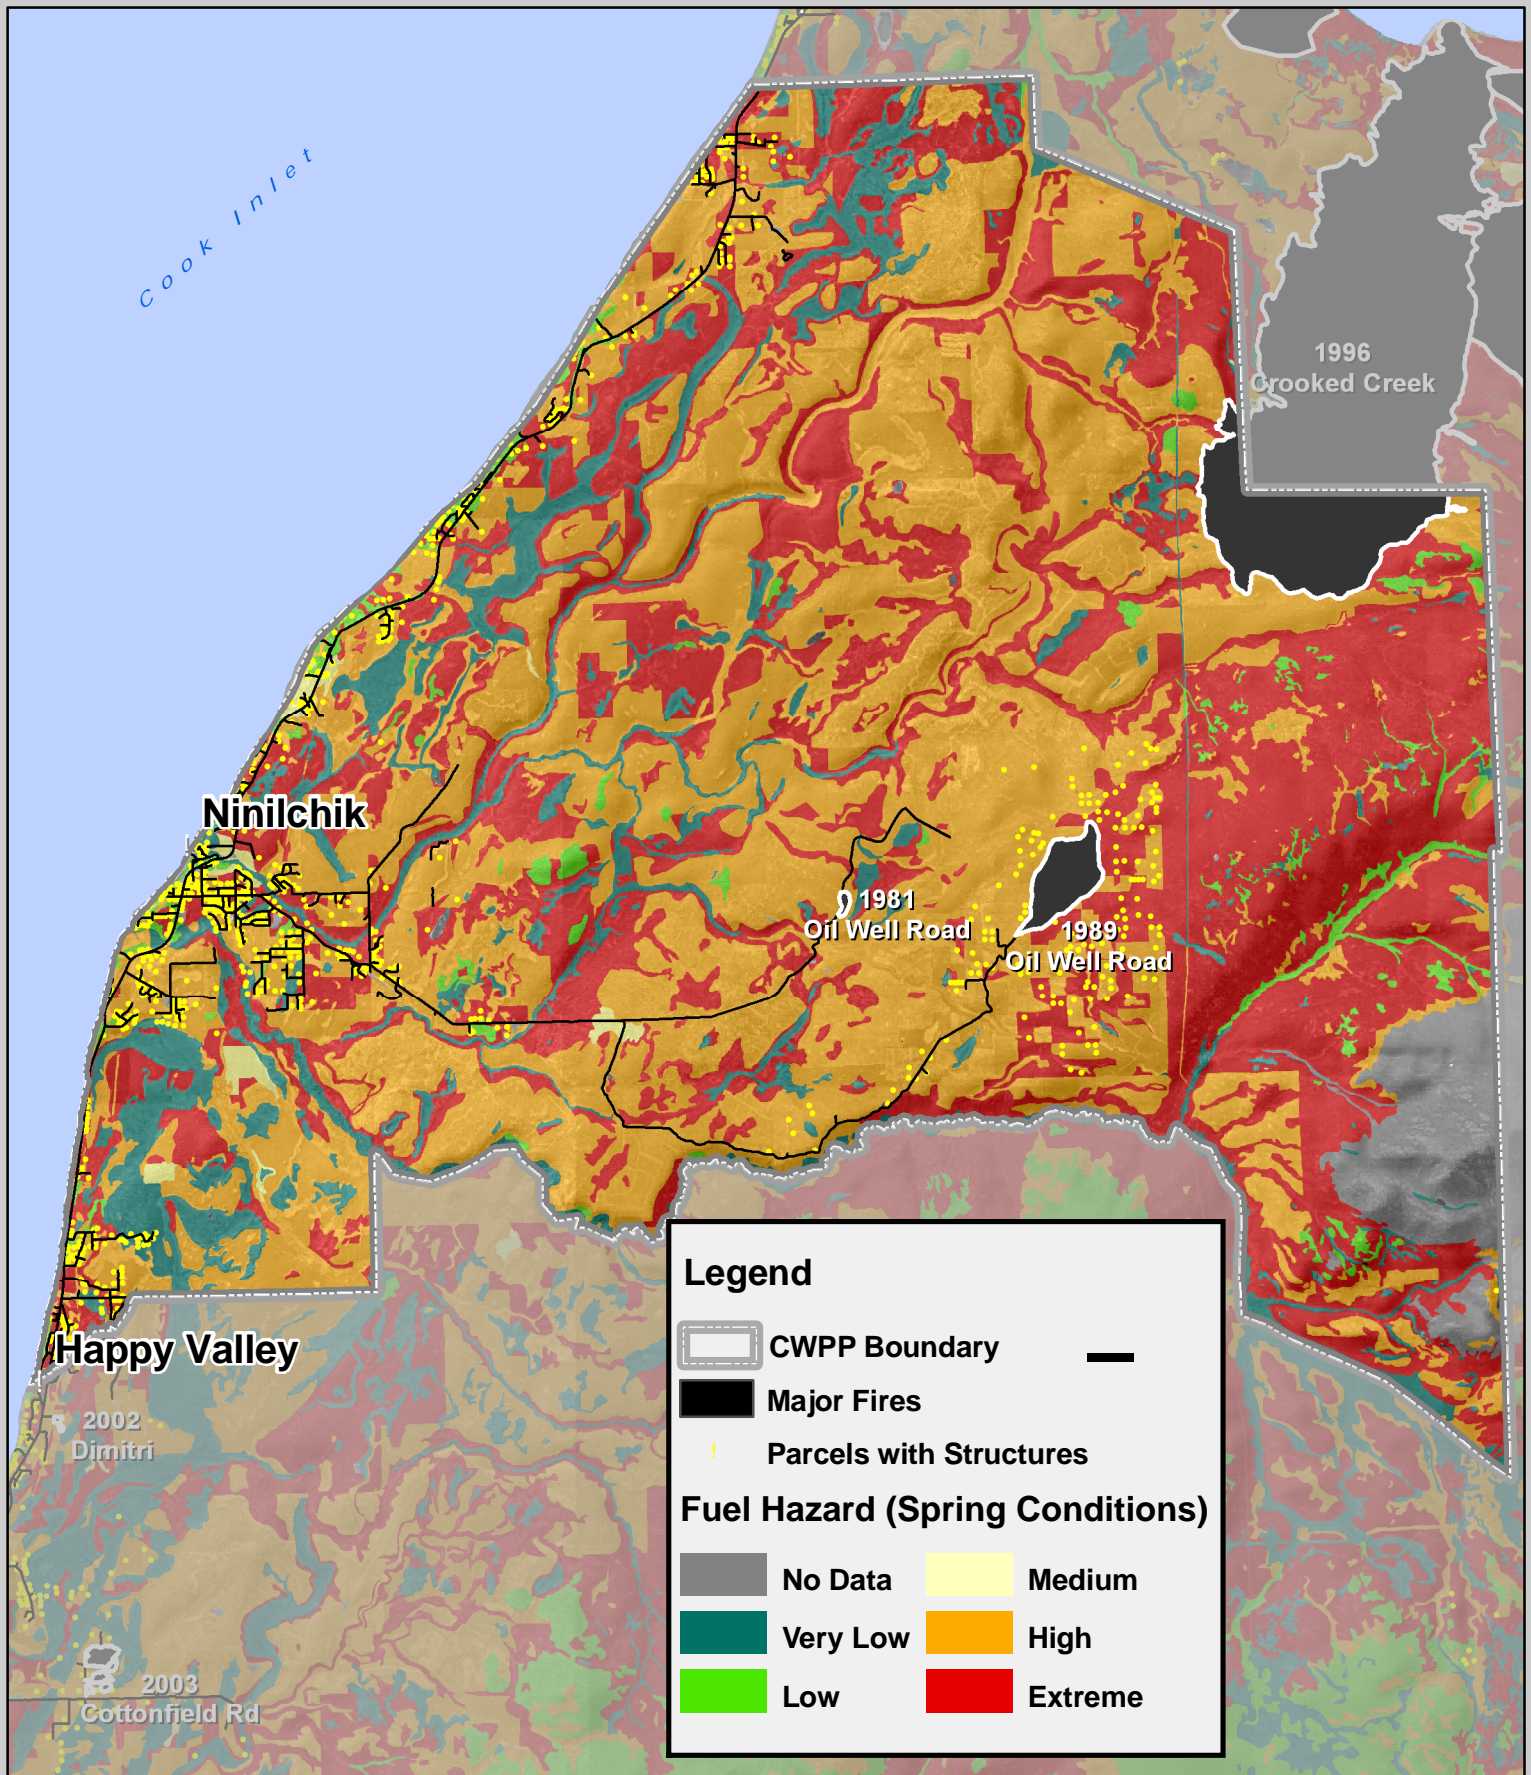 Cook Inlet
1996
Crooked Creek
Ninilchik
1981
Oil Well Road
1989
Oil Well Road
Happy Valley
2002
Dimitri
2003
Cottonfield Rd
Legend
CWPP Boundary
Major Fires
Parcels with Structures
Fuel Hazard (Spring Conditions)
No Data
Medium
Very Low
High
Low
Extreme